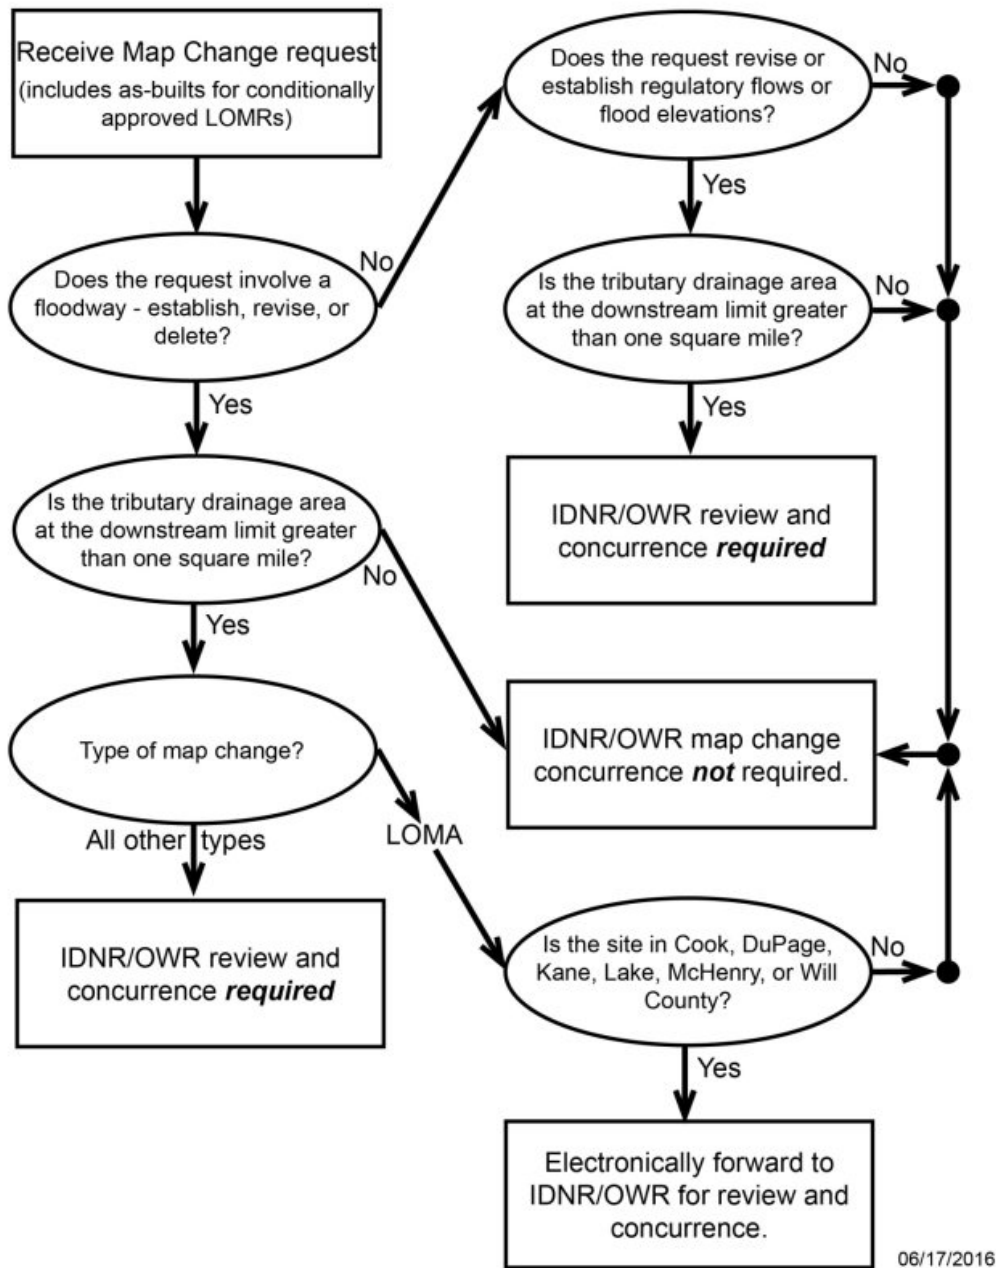 Receive Map Change request
(includes as-builts for conditionally
approved LOMRs)
Does the request involve a
floodway - establish, revise, or
delete?
No
Yes
Is the tributary drainage area
at the downstream limit greater
than one square mile?
No
Yes
Type of map change?
All other types
LOMA
IDNR/OWR review and
concurrence required
Does the request revise or
establish regulatory flows or
flood elevations?
No
Yes
Is the tributary drainage area
at the downstream limit greater
than one square mile?
No
Yes
IDNR/OWR review and
concurrence required
IDNR/OWR map change
concurrence not required.
Is the site in Cook, DuPage,
Kane, Lake, McHenry, or Will
County?
No
Yes
Electronically forward to
IDNR/OWR for review and
concurrence.
06/17/2016